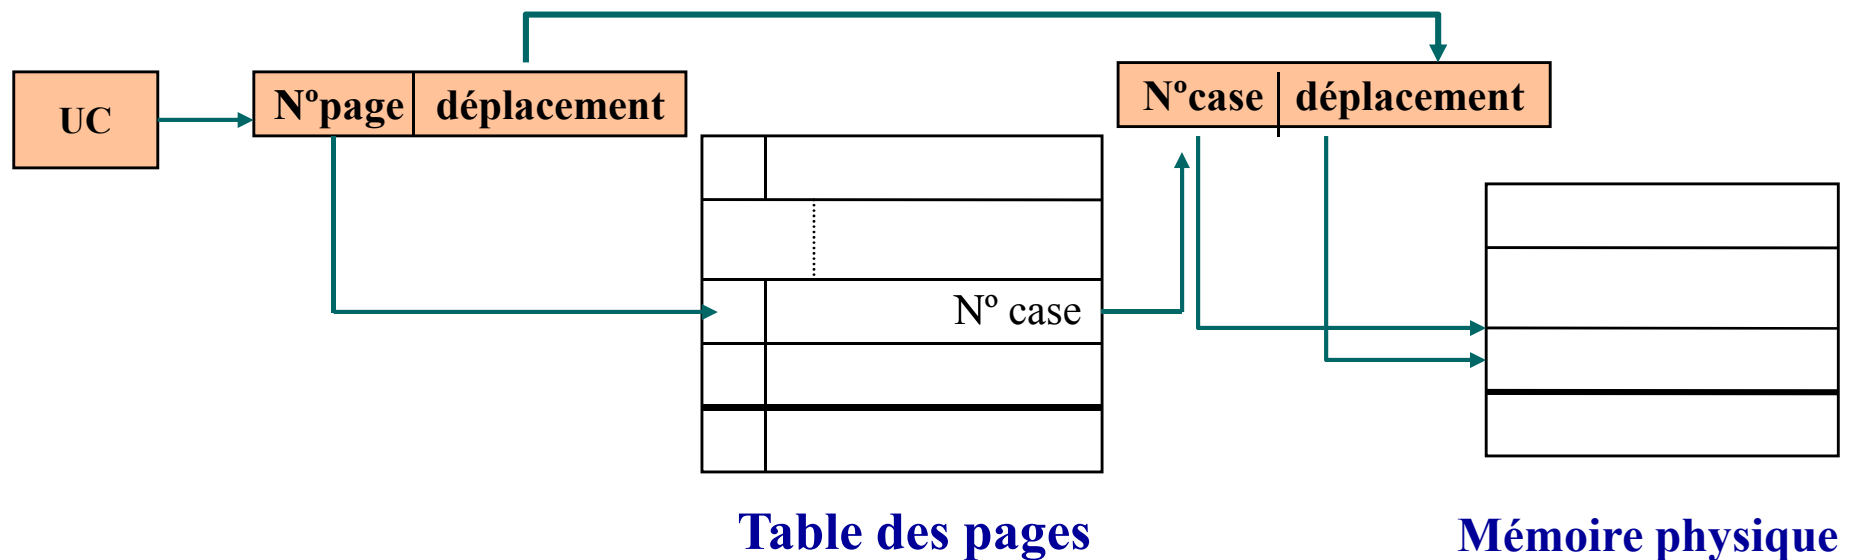 UC
Nºpage déplacement
Nºcase déplacement
Nº case
Table des pages
Mémoire physique